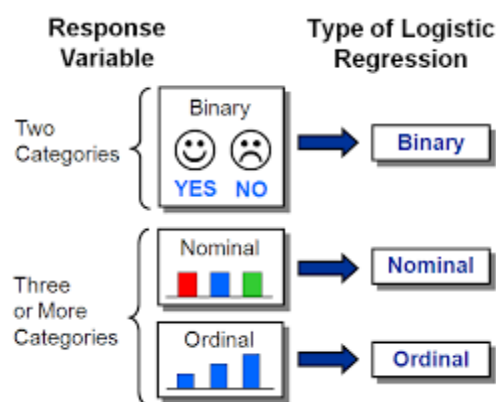 Response
Variable
Type of Logistic
Regression
Two
Categories
Binary
YES NO
Binary
Three
or More
Categories
Nominal
Nominal
Ordinal
Ordinal